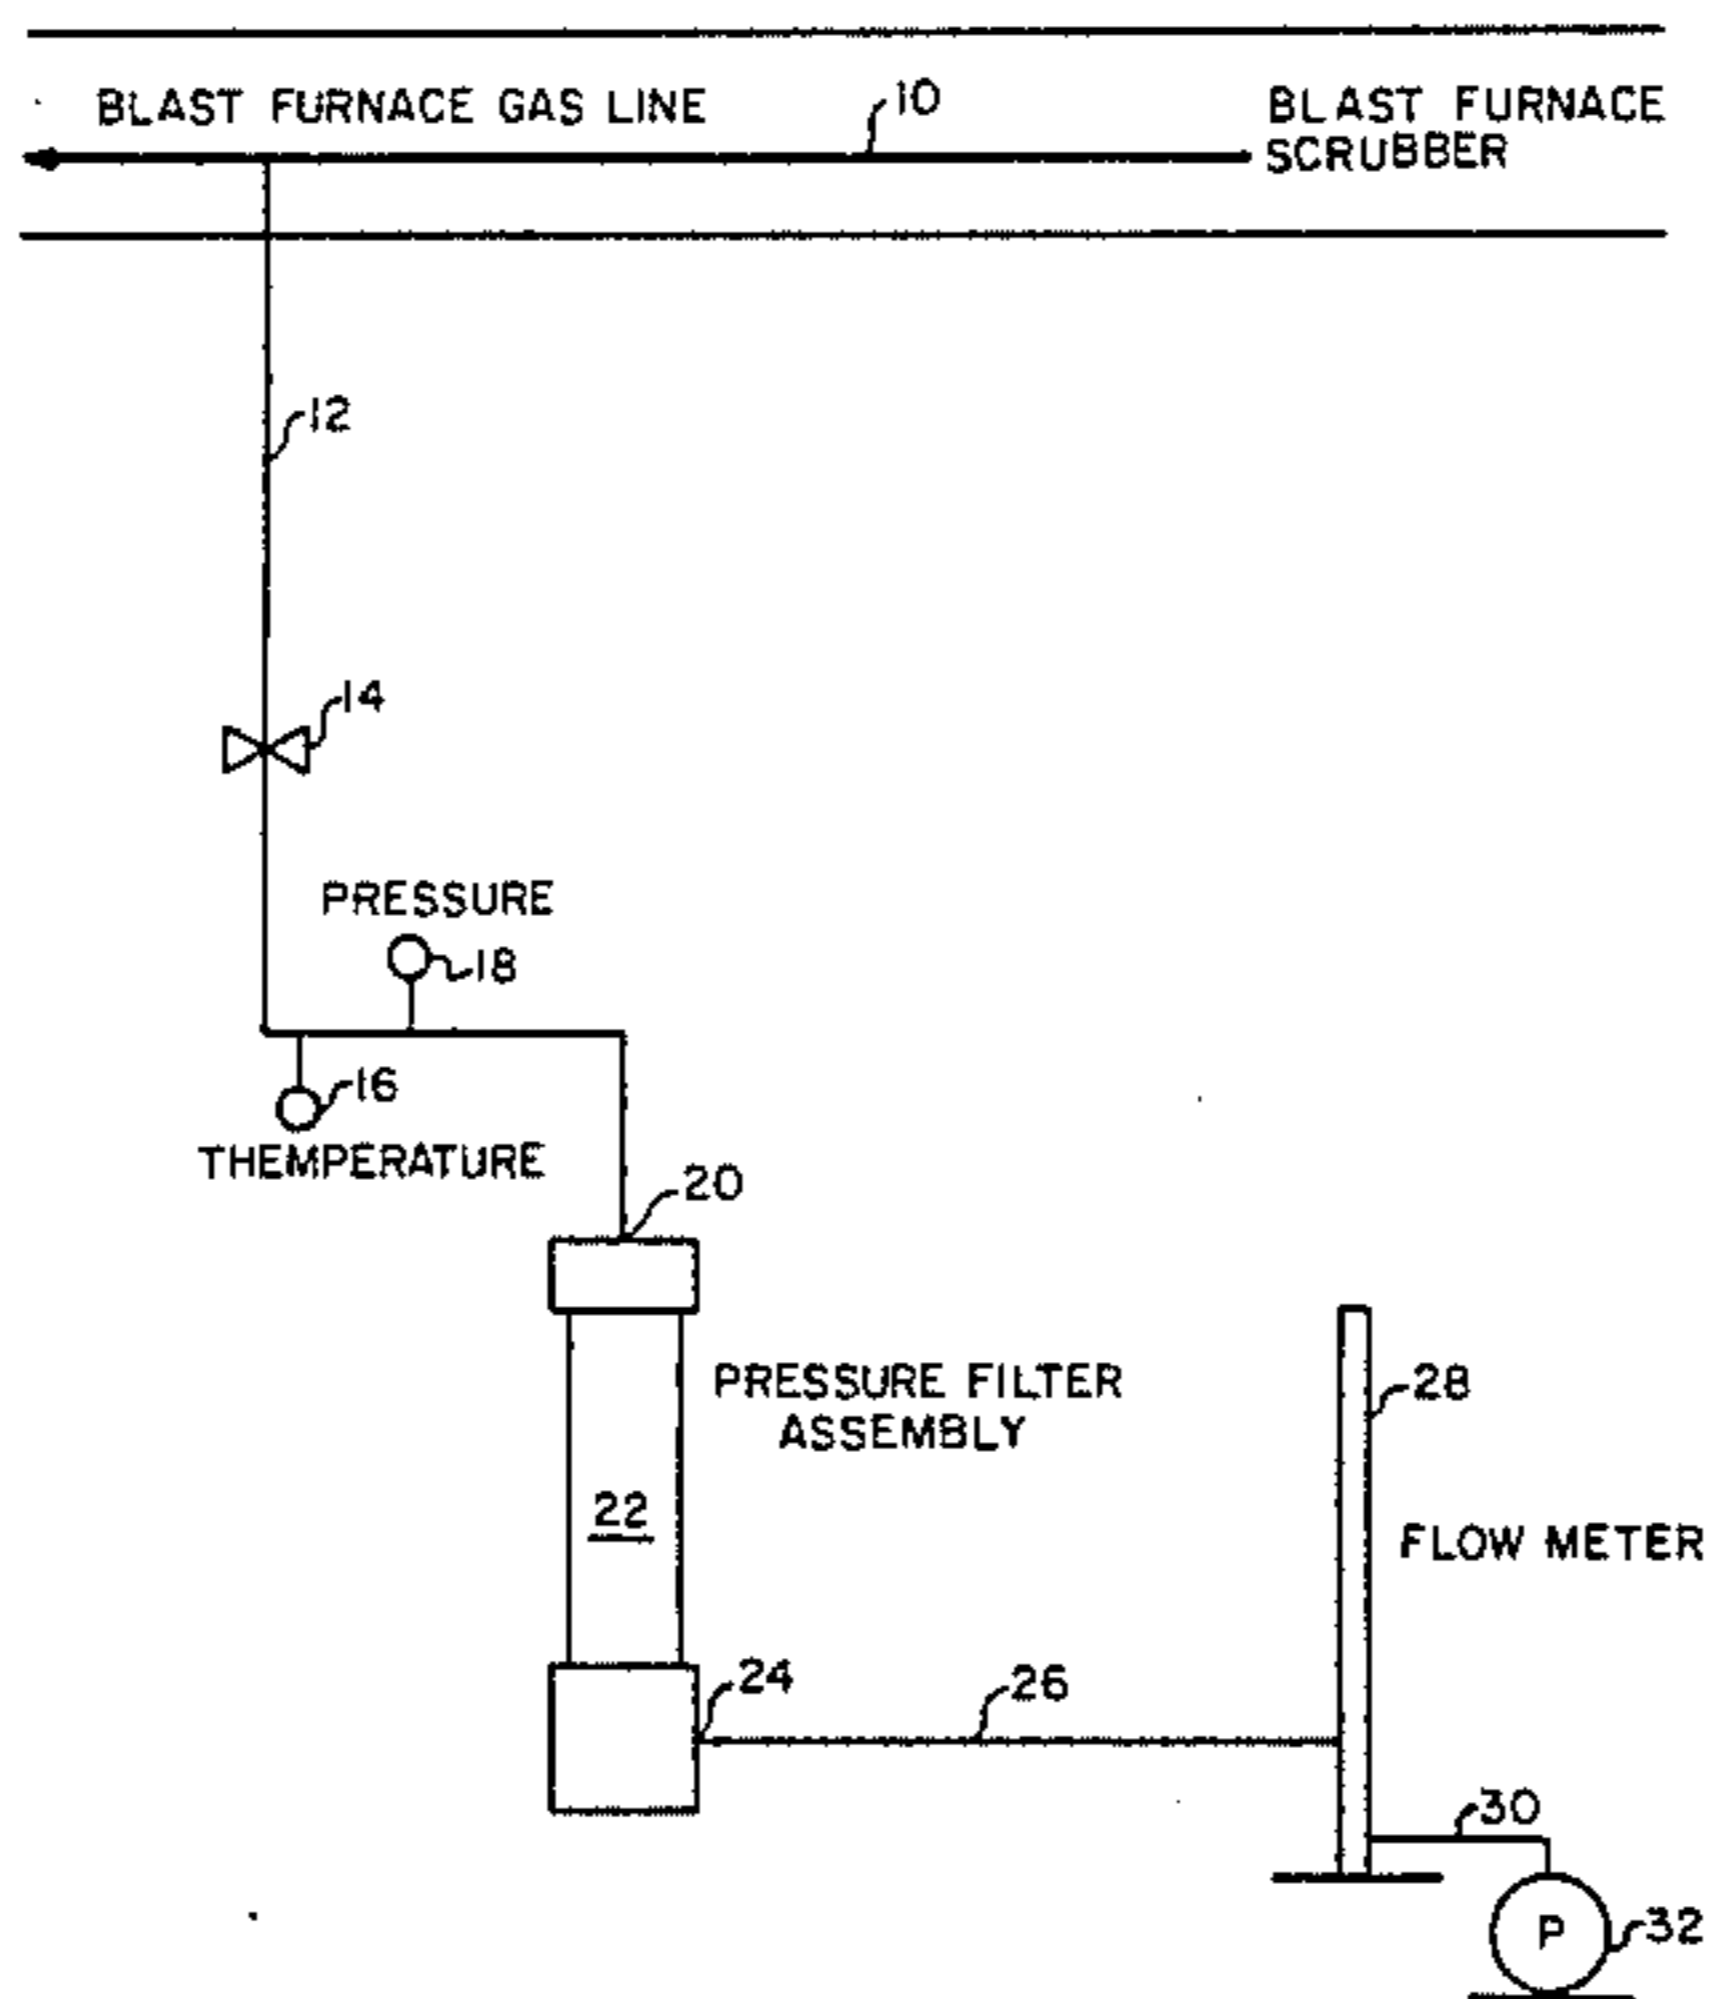 BLAST FURNACE GAS LINE
10
BLAST FURNACE
SCRUBBER
12
14
PRESSURE
18
16
THEMPERATURE
20
PRESSURE FILTER
ASSEMBLY
28
22
FLOW METER
24
26
30
P
32